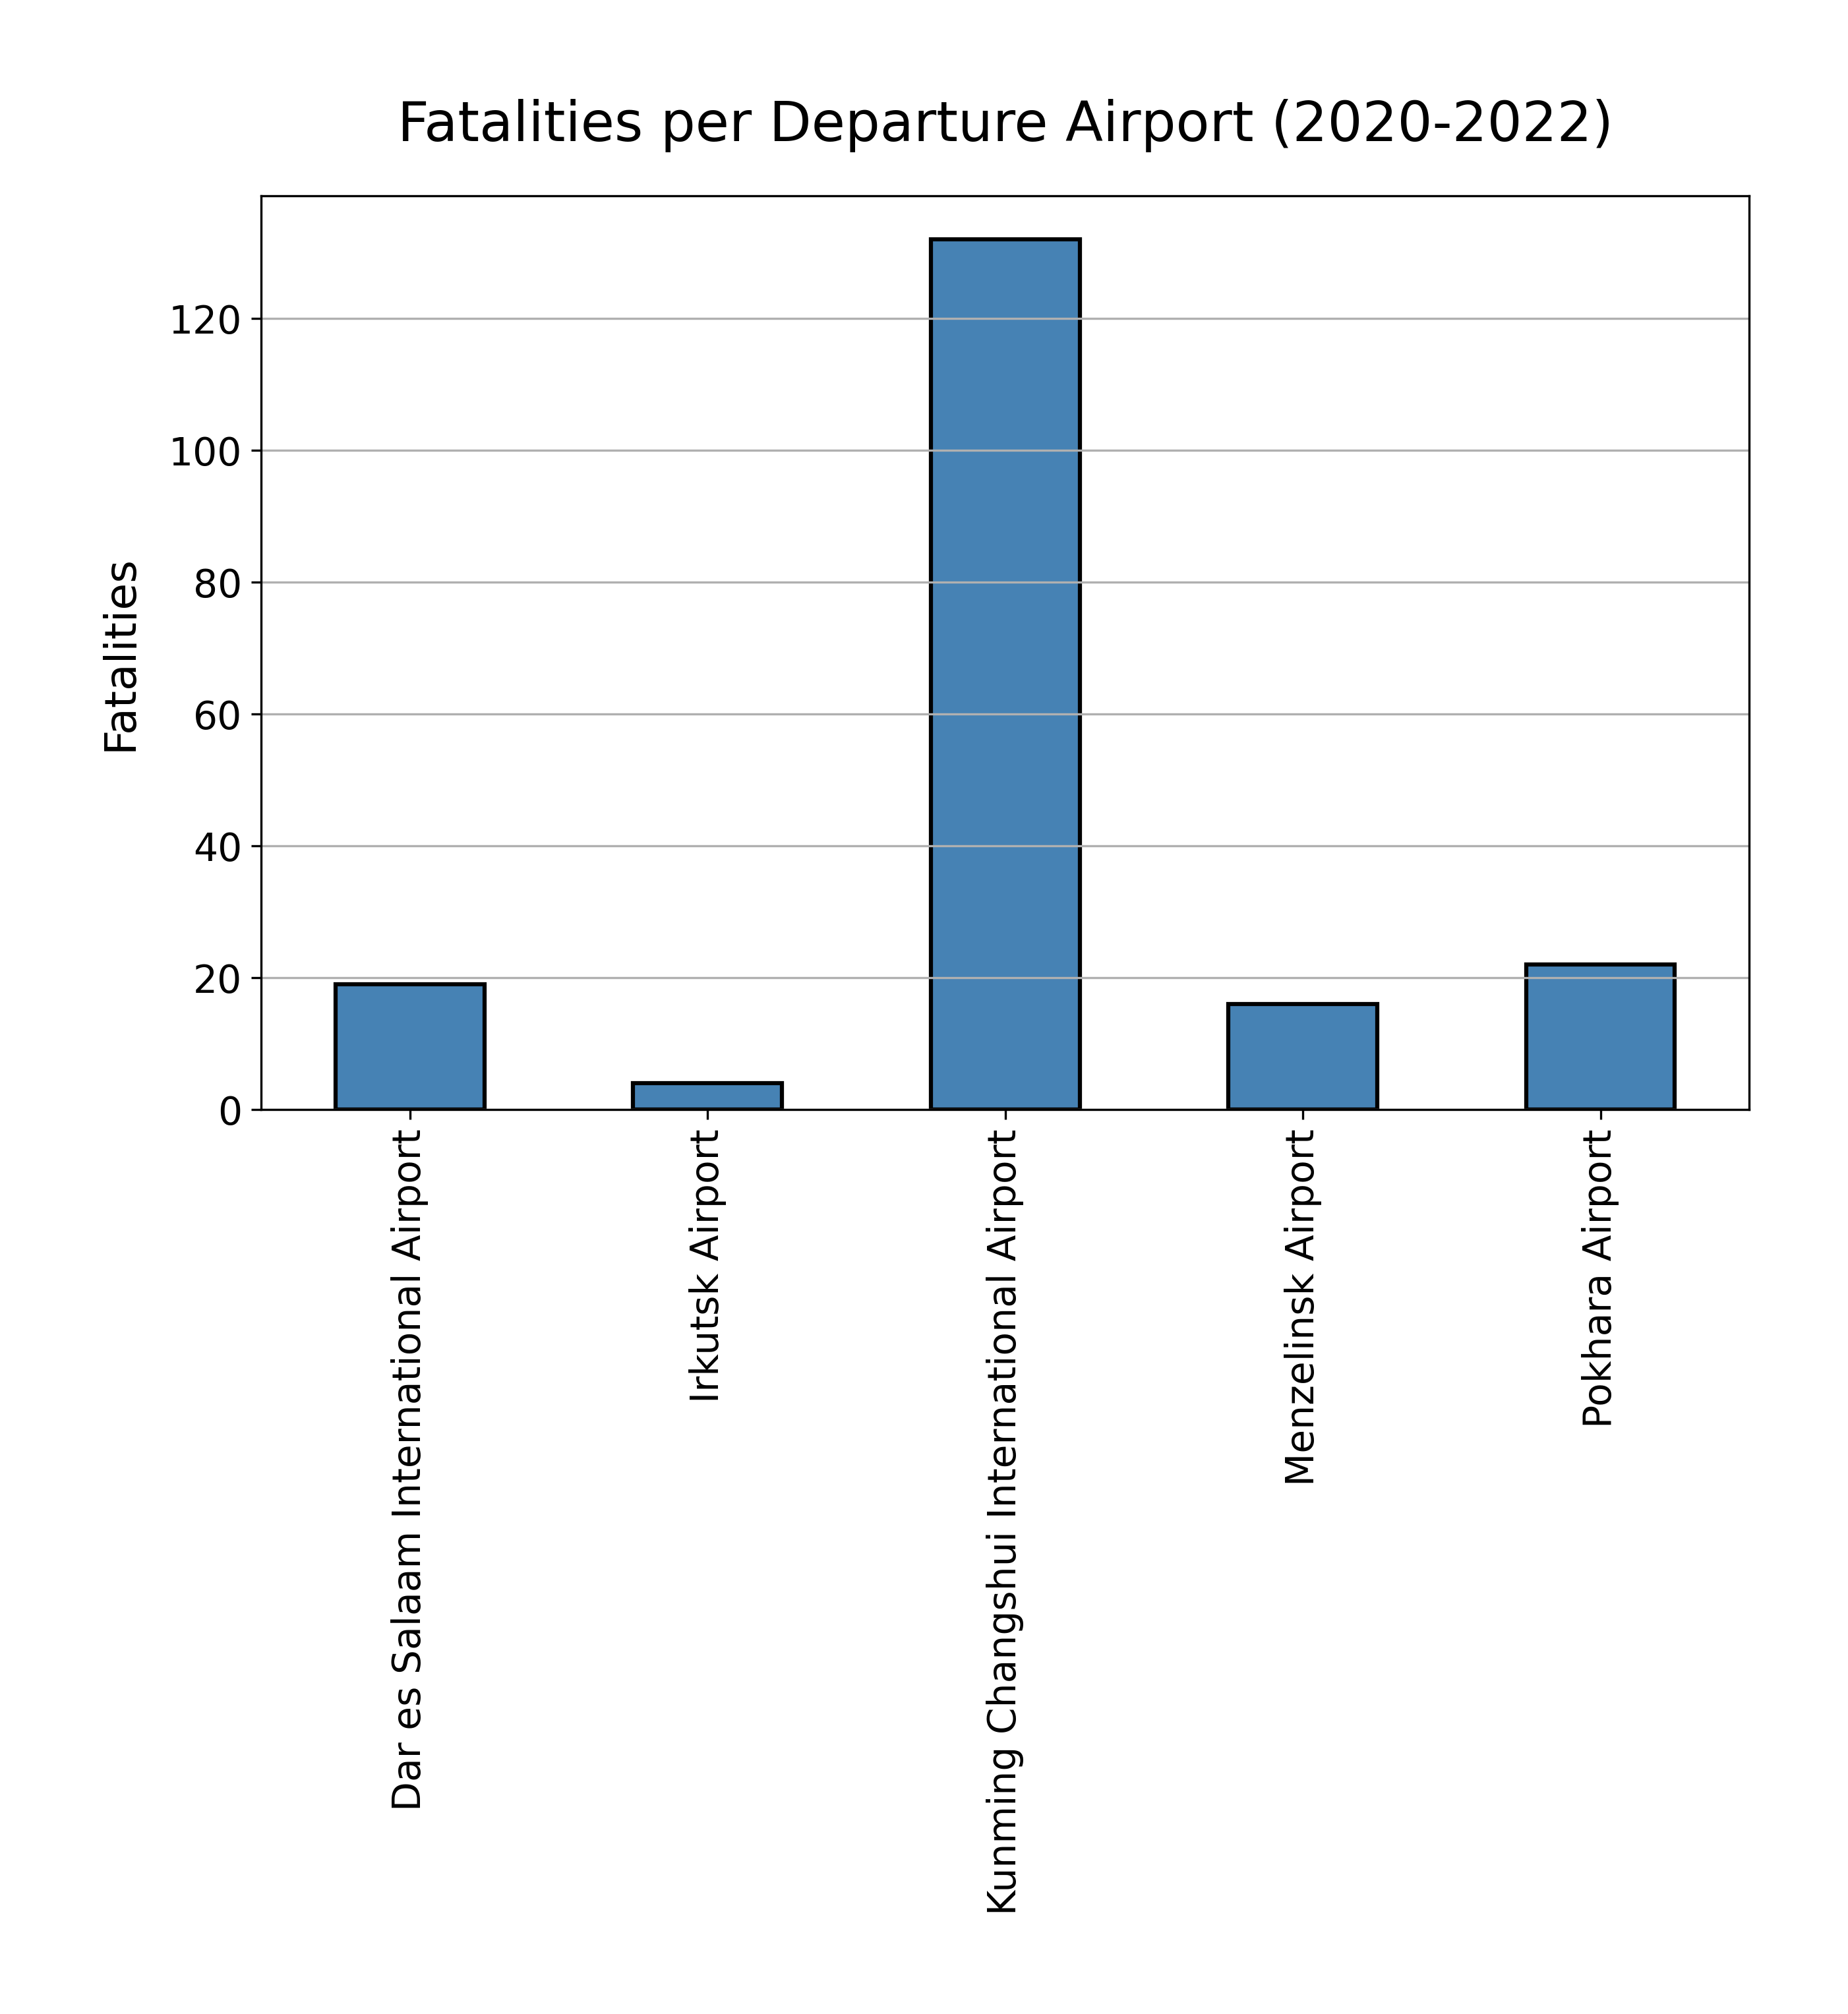 Fatalities per Departure Airport (2020-2022)
Fatalities
120
100
80
60
40
20
0
Dar es Salaam International Airport
Irkutsk Airport
Kunming Changshui International Airport
Menzelinsk Airport
Pokhara Airport